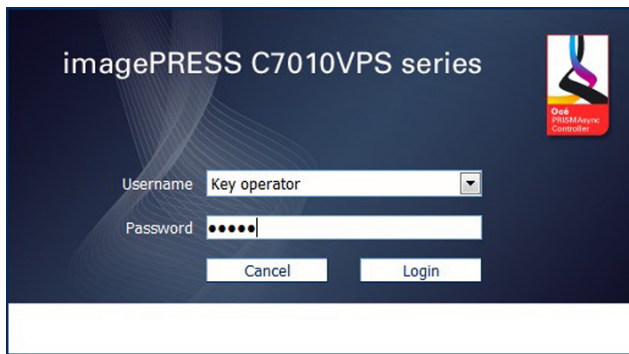 imagePRESS C7010VPS series
Océ
PRISMAsync
Controller
Username Key operator
Password •••••
Cancel Login